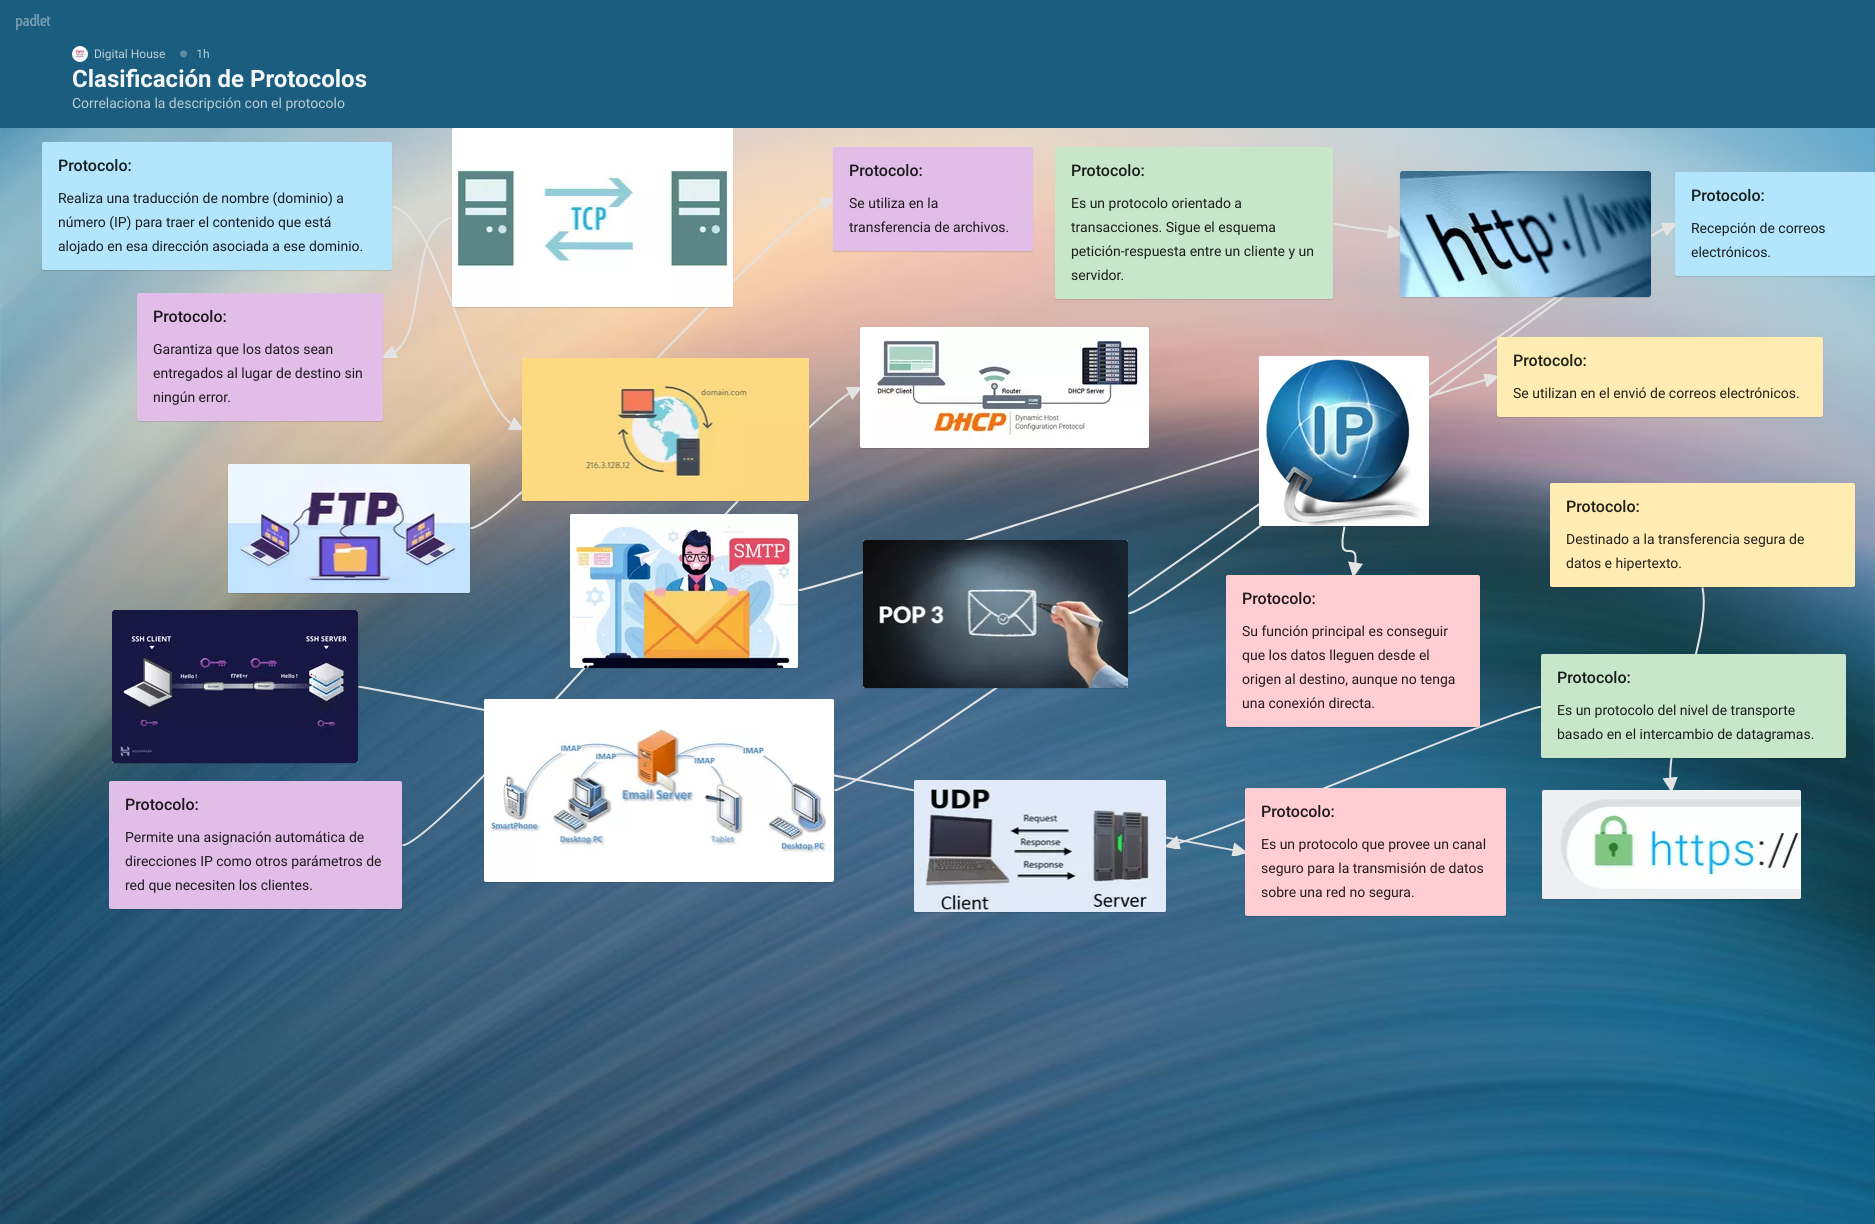 padlet
Digital House • 1h
Clasificación de Protocolos
Correlaciona la descripción con el protocolo
Protocolo:
Realiza una traducción de nombre (dominio) a
número (IP) para traer el contenido que está
alojado en esa dirección asociada a ese dominio.
TCP
Protocolo:
Se utiliza en la
transferencia de archivos.
Protocolo:
Es un protocolo orientado a
transacciones. Sigue el esquema
petición-respuesta entre un cliente y un
servidor.
http://www
Protocolo:
Recepción de correos
electrónicos.
Protocolo:
Garantiza que los datos sean
entregados al lugar de destino sin
ningún error.
domain.com
216.3.128.12
DHCP Client
Router
DHCP Server
DHCP
Dynamic Host
Configuration Protocol
IP
Protocolo:
Se utilizan en el envió de correos electrónicos.
FTP
SMTP
POP 3
Protocolo:
Destinado a la transferencia segura de
datos e hipertexto.
Protocolo:
Su función principal es conseguir
que los datos lleguen desde el
origen al destino, aunque no tenga
una conexión directa.
SSH CLIENT
SSH SERVER
Hello !
Hello !
Protocolo:
Es un protocolo del nivel de transporte
basado en el intercambio de datagramas.
IMAP
IMAP
IMAP
IMAP
Email Server
SmartPhone
Desktop PC
Tablet
Desktop PC
Protocolo:
Permite una asignación automática de
direcciones IP como otros parámetros de
red que necesiten los clientes.
UDP
Request
Response
Response
Client
Server
Protocolo:
Es un protocolo que provee un canal
seguro para la transmisión de datos
sobre una red no segura.
https://